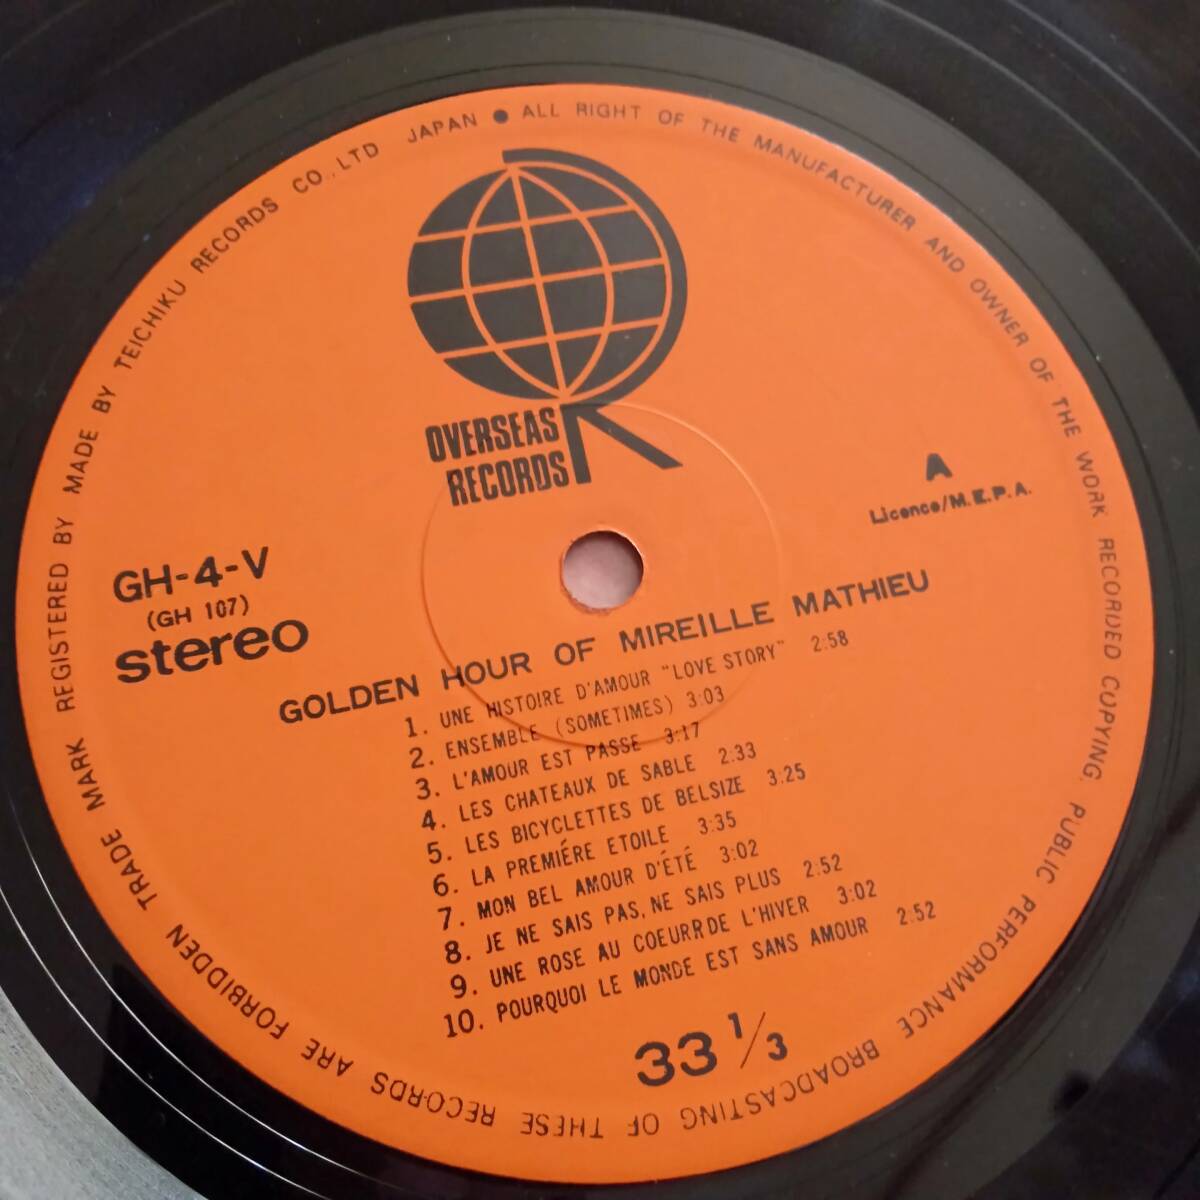 TRADE MARK REGISTERED BY MADE BY TEICHIKU RECORDS CO., LTD JAPAN ● ALL RIGHT OF THE MANUFACTURER AND OWNER OF THE WORK RECORDED COPYING. PUBLIC PERFORMANCE BROADCASTING OF THESE RECORDS ARE FORBIDDEN
OVERSEAS
RECORDS
A
Licence/M.E.P.A.
GH-4-V
(GH 107)
stereo
GOLDEN HOUR OF MIREILLE MATHIEU
1. UNE HISTOIRE D'AMOUR "LOVE STORY" 2:58
2. ENSEMBLE (SOMETIMES) 3:03
3. L'AMOUR EST PASSE 3:17
4. LES CHATEAUX DE SABLE 2:33
5. LES BICYCLETTES DE BELSIZE 3:25
6. LA PREMIÉRE ETOILE 3:35
7. MON BEL AMOUR D'ÉTÉ 3:02
8. JE NE SAIS PAS, NE SAIS PLUS 2:52
9. UNE ROSE AU COEURR DE L'HIVER 3:02
10. POURQUOI LE MONDE EST SANS AMOUR 2:52
33 1/3